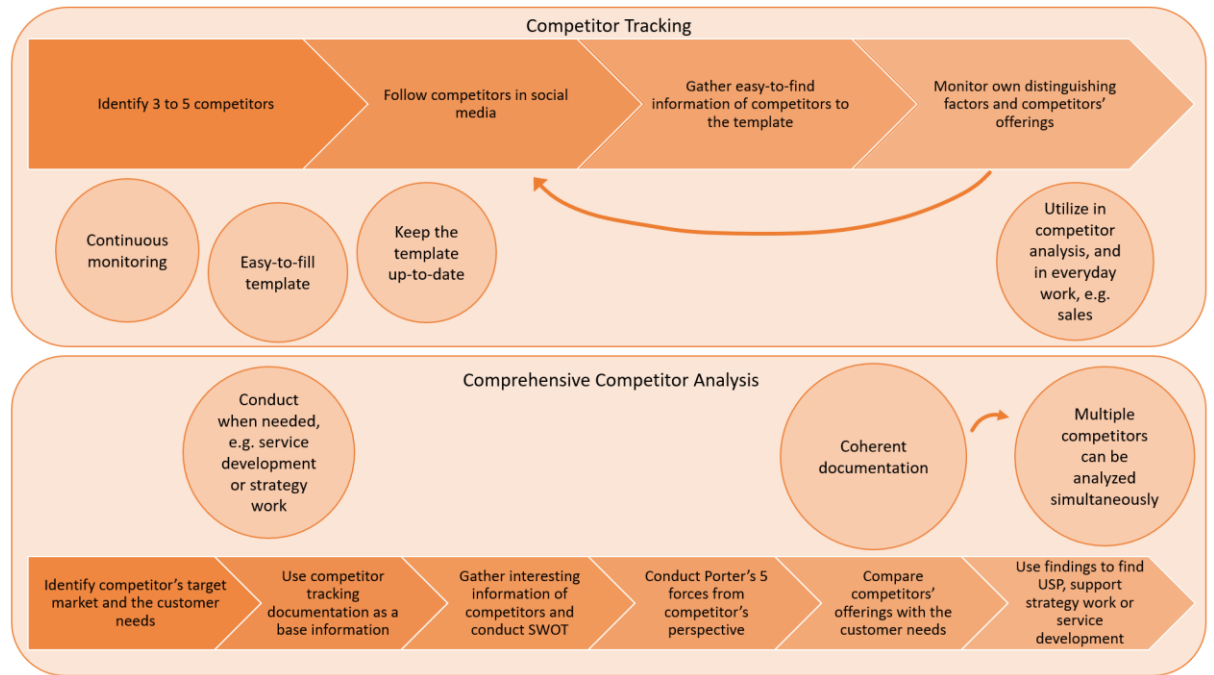 Competitor Tracking
Identify 3 to 5 competitors
Follow competitors in social
media
Gather easy-to-find
information of competitors to
the template
Monitor own distinguishing
factors and competitors’
offerings
Continuous
monitoring
Easy-to-fill
template
Keep the
template
up-to-date
Utilize in
competitor
analysis, and
in everyday
work, e.g.
sales
Comprehensive Competitor Analysis
Conduct
when needed,
e.g. service
development
or strategy
work
Coherent
documentation
Multiple
competitors
can be
analyzed
simultaneously
Identify competitor’s target
market and the customer
needs
Use competitor
tracking
documentation as a
base information
Gather interesting
information of
competitors and
conduct SWOT
Conduct Porter’s 5
forces from
competitor’s
perspective
Compare
competitors’
offerings with the
customer needs
Use findings to find
USP, support
strategy work or
service
development